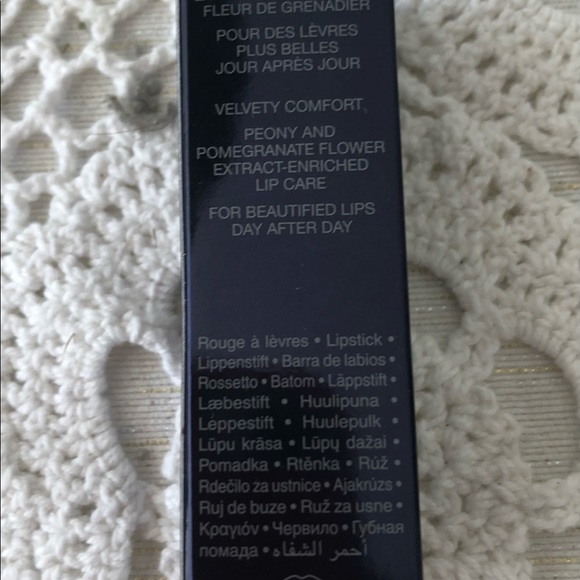 FLEUR DE GRENADIER
POUR DES LÈVRES
PLUS BELLES
JOUR APRÈS JOUR
VELVETY COMFORT,
PEONY AND
POMEGRANATE FLOWER
EXTRACT-ENRICHED
LIP CARE
FOR BEAUTIFIED LIPS
DAY AFTER DAY
Rouge à lèvres • Lipstick •
Lippenstift • Barra de labios •
Rossetto • Batom • Läppstift •
Læbestift • Huulipuna •
Leppestift • Huulepulk •
Lūpu krāsa • Lūpų dažai •
Pomadka • Rtěnka • Rúž •
Rdečilo za ustnice • Ajakrúzs •
Ruj de buze • Ruž za usne •
Κραγιόν • Червило • Губная
помада • أحمر الشفاه